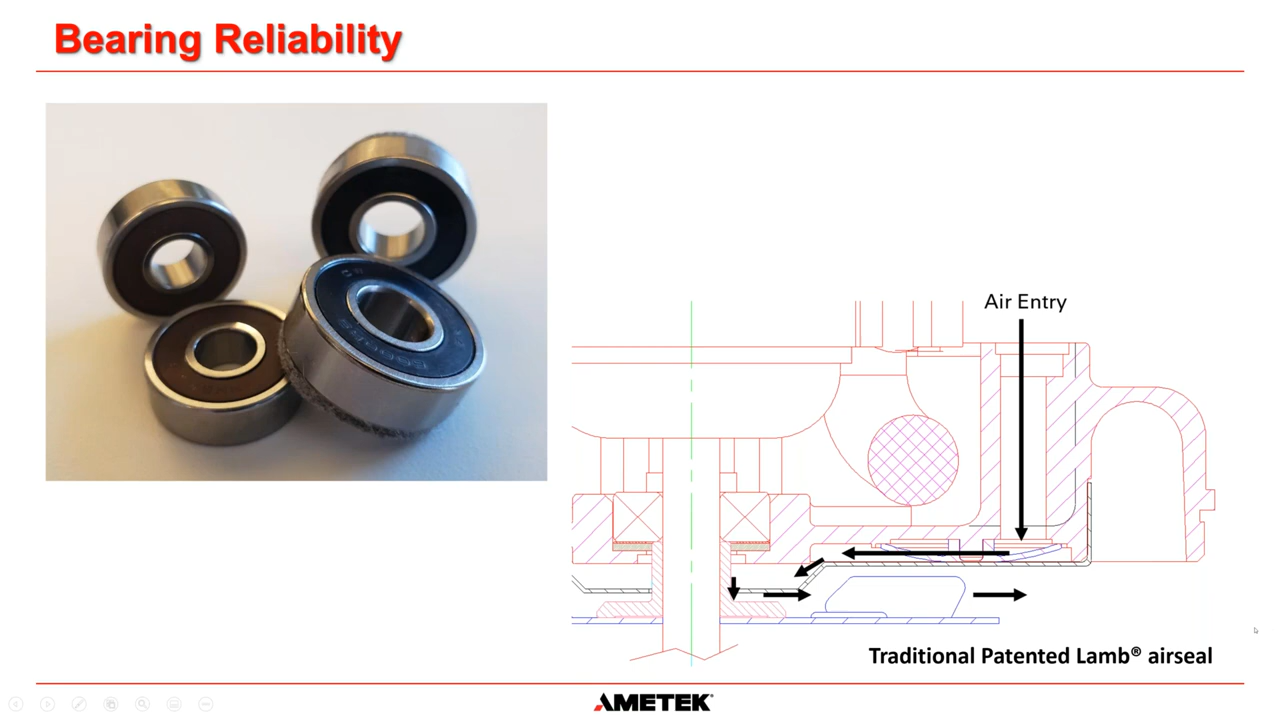 Bearing Reliability
Air Entry
Traditional Patented Lamb® airseal
AMETEK®